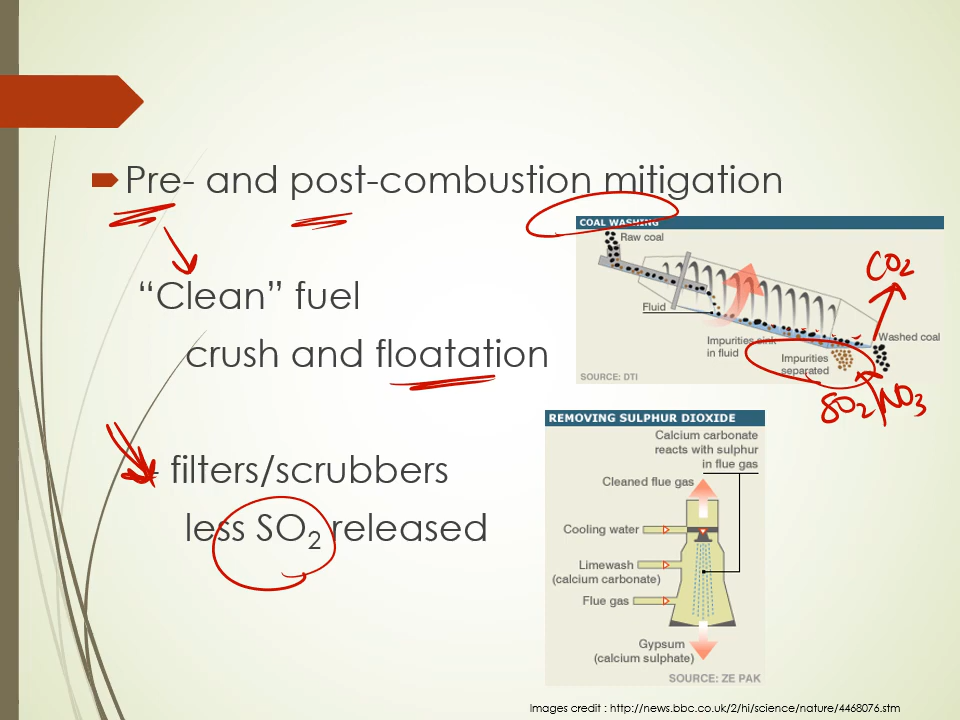 Pre- and post-combustion mitigation
“Clean” fuel
crush and floatation
- filters/scrubbers
less SO2 released
COAL WASHING
Raw coal
Fluid
Impurities sink
in fluid
Impurities
separated
Washed coal
SOURCE: DTI
CO2
SO2/NO3
REMOVING SULPHUR DIOXIDE
Calcium carbonate
reacts with sulphur
in flue gas
Cleaned flue gas
Cooling water
Limewash
(calcium carbonate)
Flue gas
Gypsum
(calcium sulphate)
SOURCE: ZE PAK
Images credit : http://news.bbc.co.uk/2/hi/science/nature/4468076.stm